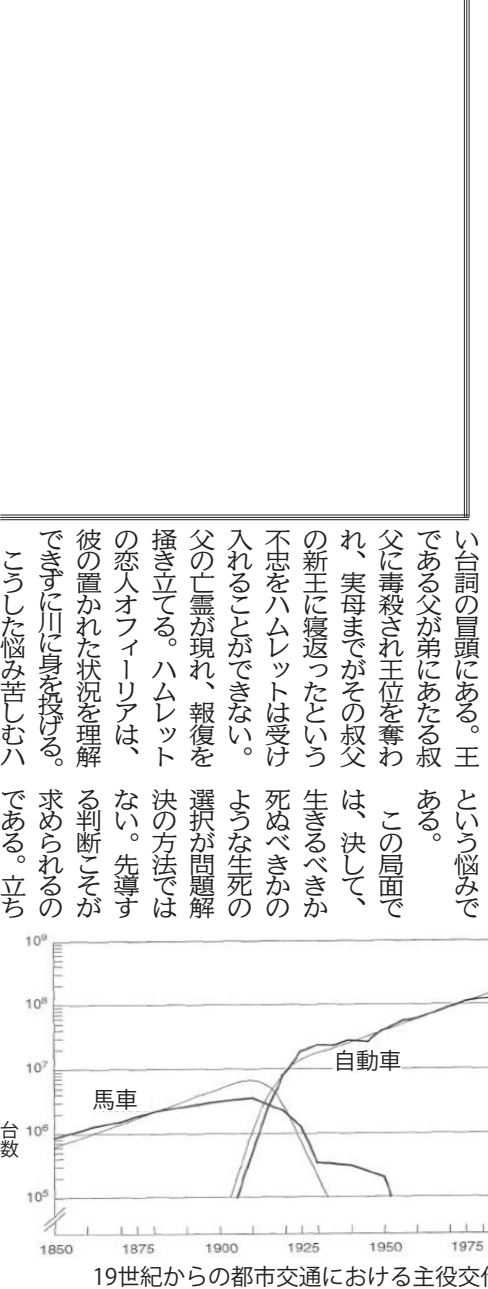 い台詞の冒頭にある。王
である父が弟にあたる叔
父に毒殺され王位を奪わ
れ、実母までがその叔父
の新王に寝返ったという
不忠をハムレットは受け
入れることができない。
父の亡霊が現れ、報復を
掻き立てる。ハムレット
の恋人オフィーリアは、
彼の置かれた状況を理解
できずに川に身を投げる。
こうした悩み苦しむハ
という悩みで
ある。
この局面で
は、決して、
生きるべきか
死ぬべきかの
ような生死の
選択が問題解
決の方法では
ない。先導す
る判断こそが
求められるの
である。立ち
10⁹
10⁸
10⁷
10⁶
10⁵
台数
馬車
自動車
1850 1875 1900 1925 1950 1975
19世紀からの都市交通における主役交